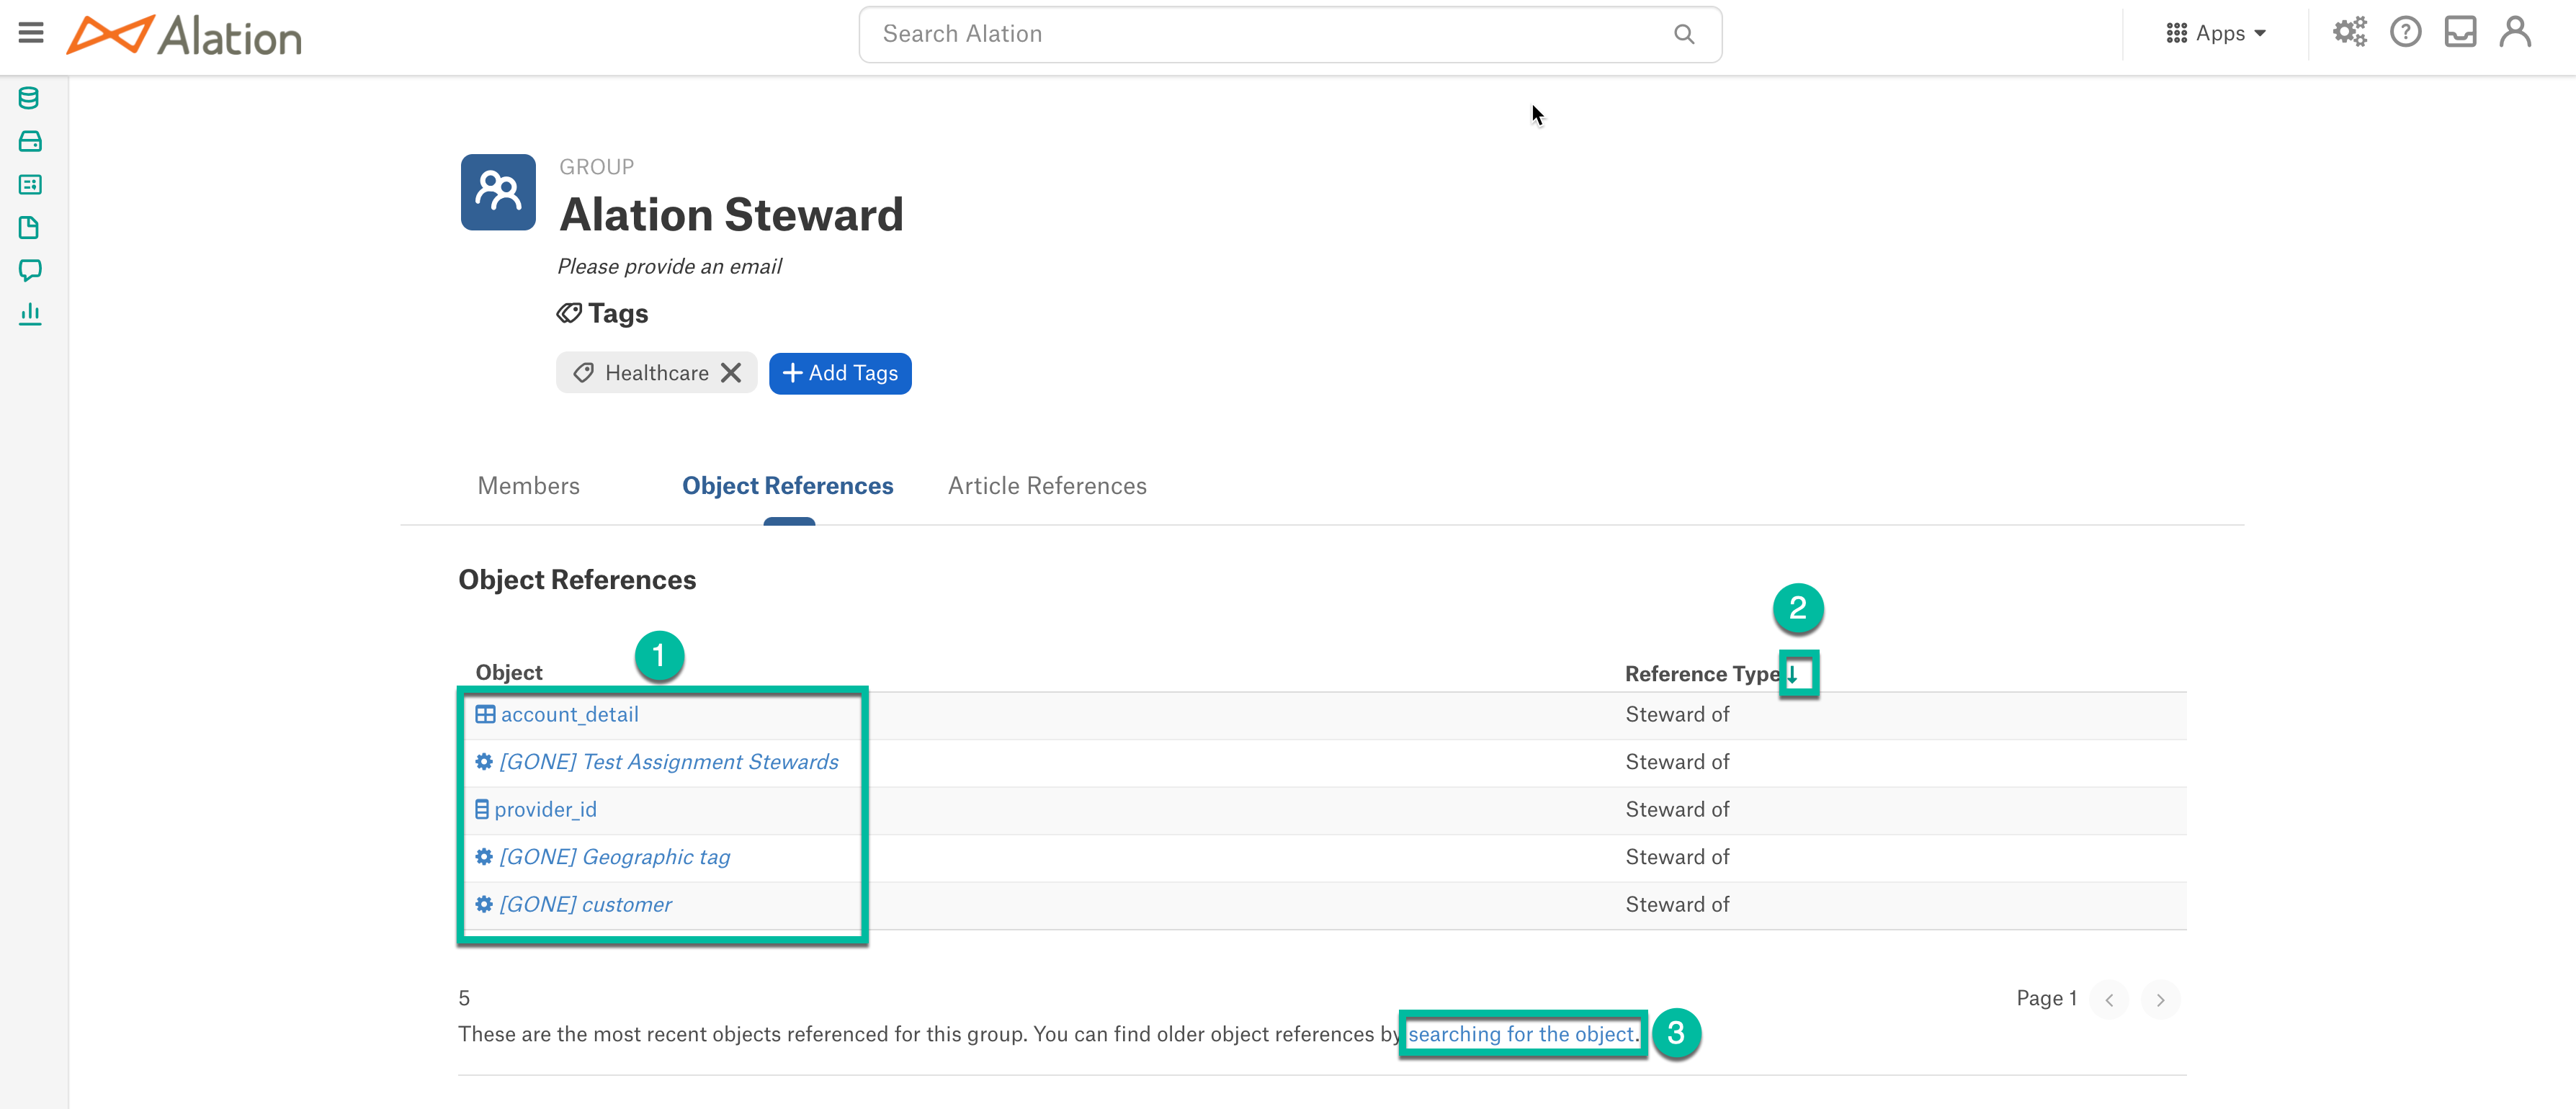 Alation
Search Alation
Apps
GROUP
Alation Steward
Please provide an email
Tags
Healthcare
Add Tags
Members Object References Article References
Object References
1
2
Object Reference Type
account_detail Steward of
[GONE] Test Assignment Stewards Steward of
provider_id Steward of
[GONE] Geographic tag Steward of
[GONE] customer Steward of
5
Page 1
These are the most recent objects referenced for this group. You can find older object references by searching for the object.
3